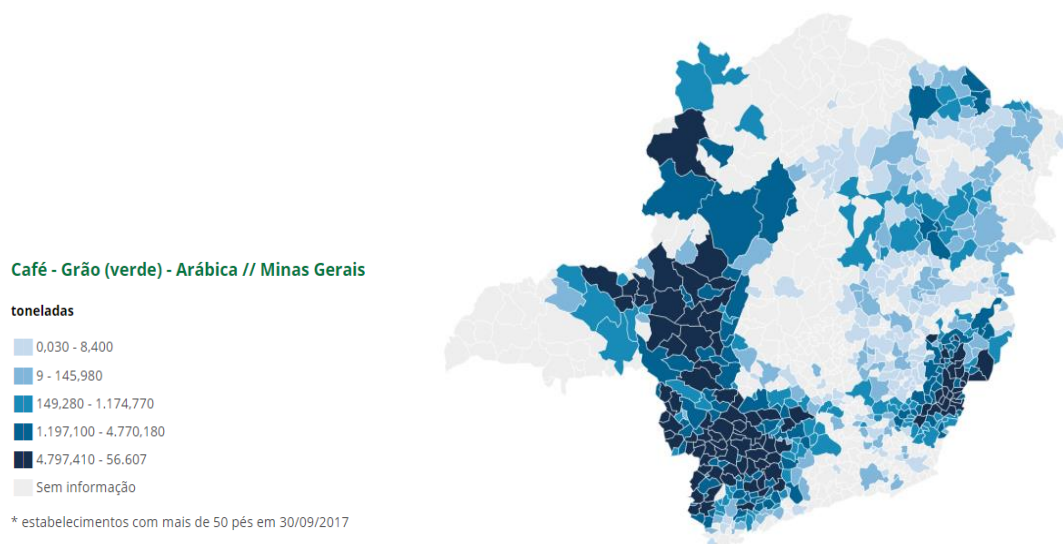 Café - Grão (verde) - Arábica // Minas Gerais
toneladas
0,030 - 8,400
9 - 145,980
149,280 - 1.174,770
1.197,100 - 4.770,180
4.797,410 - 56.607
Sem informação
* estabelecimentos com mais de 50 pés em 30/09/2017